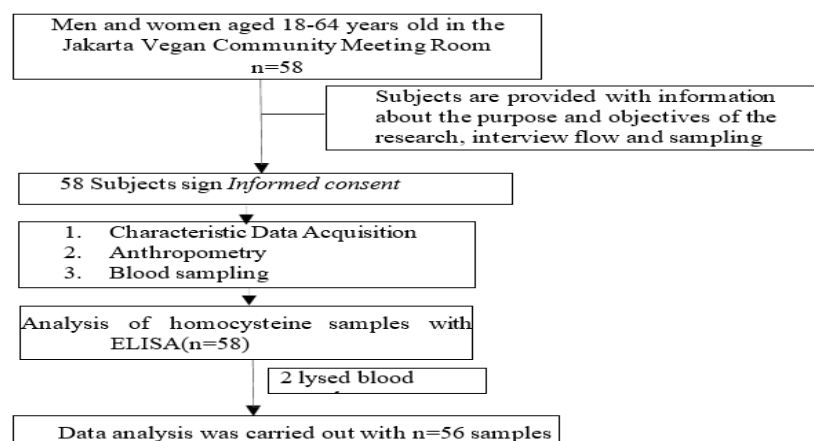 Men and women aged 18-64 years old in the
Jakarta Vegan Community Meeting Room
n=58
Subjects are provided with information
about the purpose and objectives of the
research, interview flow and sampling
58 Subjects sign Informed consent
1. Characteristic Data Acquisition
2. Anthropometry
3. Blood sampling
Analysis of homocysteine samples with
ELISA(n=58)
2 lysed blood
Data analysis was carried out with n=56 samples